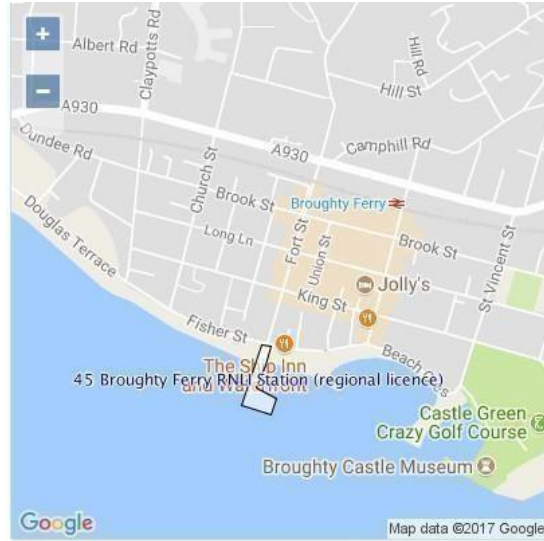 +
Albert Rd
Claypotts Rd
Hill Rd
−
Hill St
A930
Dundee Rd
A930
Camphill Rd
Church St
Brook St
Broughty Ferry
Douglas Terrace
Long Ln
Fort St
Union St
Brook St
St Vincent St
Jolly's
King St
Fisher St
The Ship Inn
45 Broughty Ferry RNLI Station (regional licence)
Beach Cres
Castle Green
Crazy Golf Course
Broughty Castle Museum
Google
Map data ©2017 Google